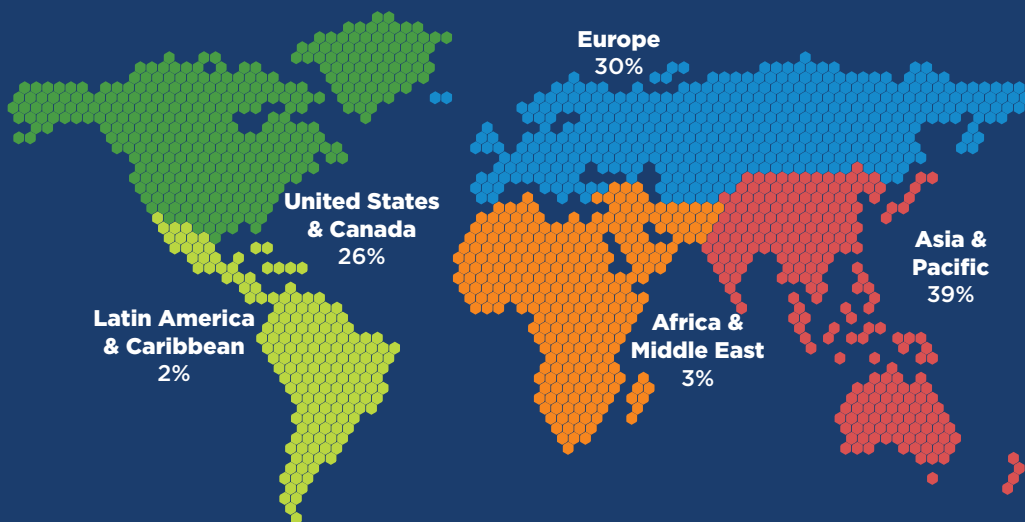 Europe
30%
United States
& Canada
26%
Asia &
Pacific
39%
Latin America
& Caribbean
2%
Africa &
Middle East
3%